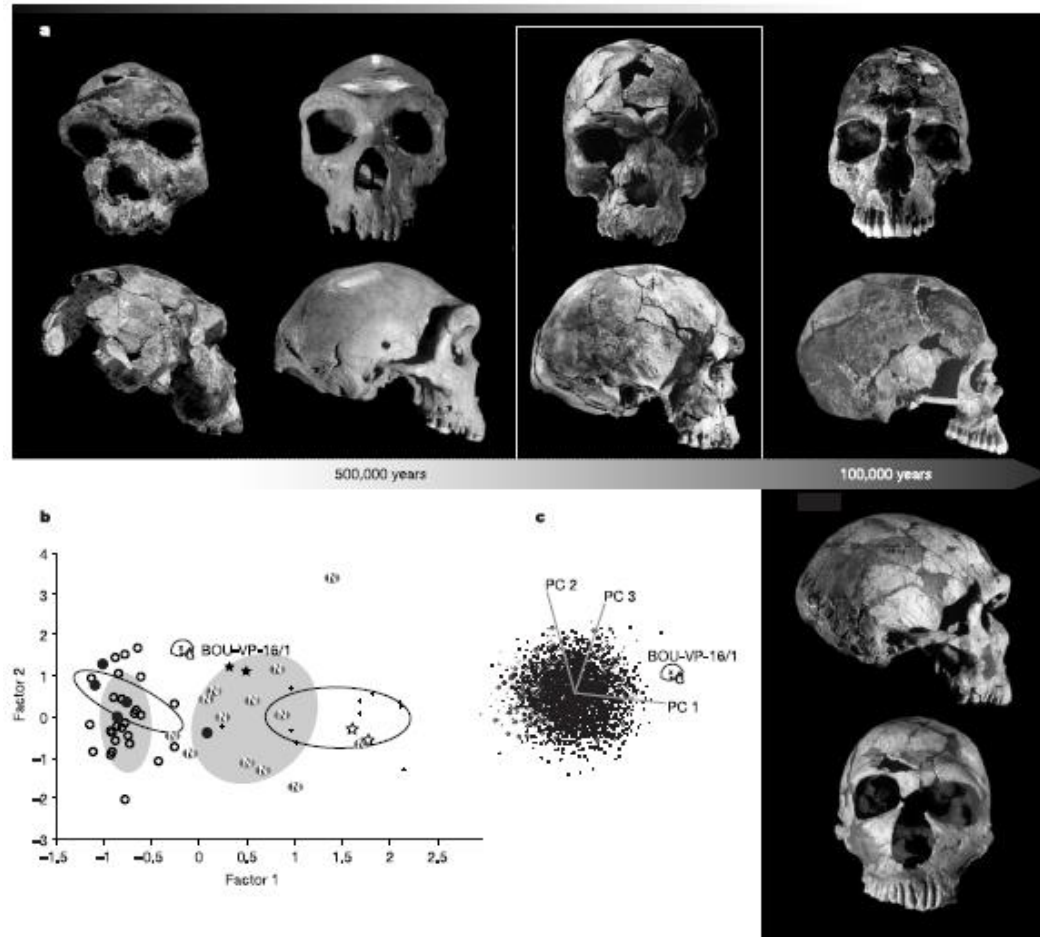 a
500,000 years
100,000 years
b
c
4
3
2
1
0
–1
–2
–3
–1.5
–1
–0.5
0
0.5
1
1.5
2
2.5
Factor 2
Factor 1
BOU-VP-16/1
N
N
N
N
N
N
N
N
N
N
N
N
N
PC 2
PC 3
BOU-VP-16/1
PC 1